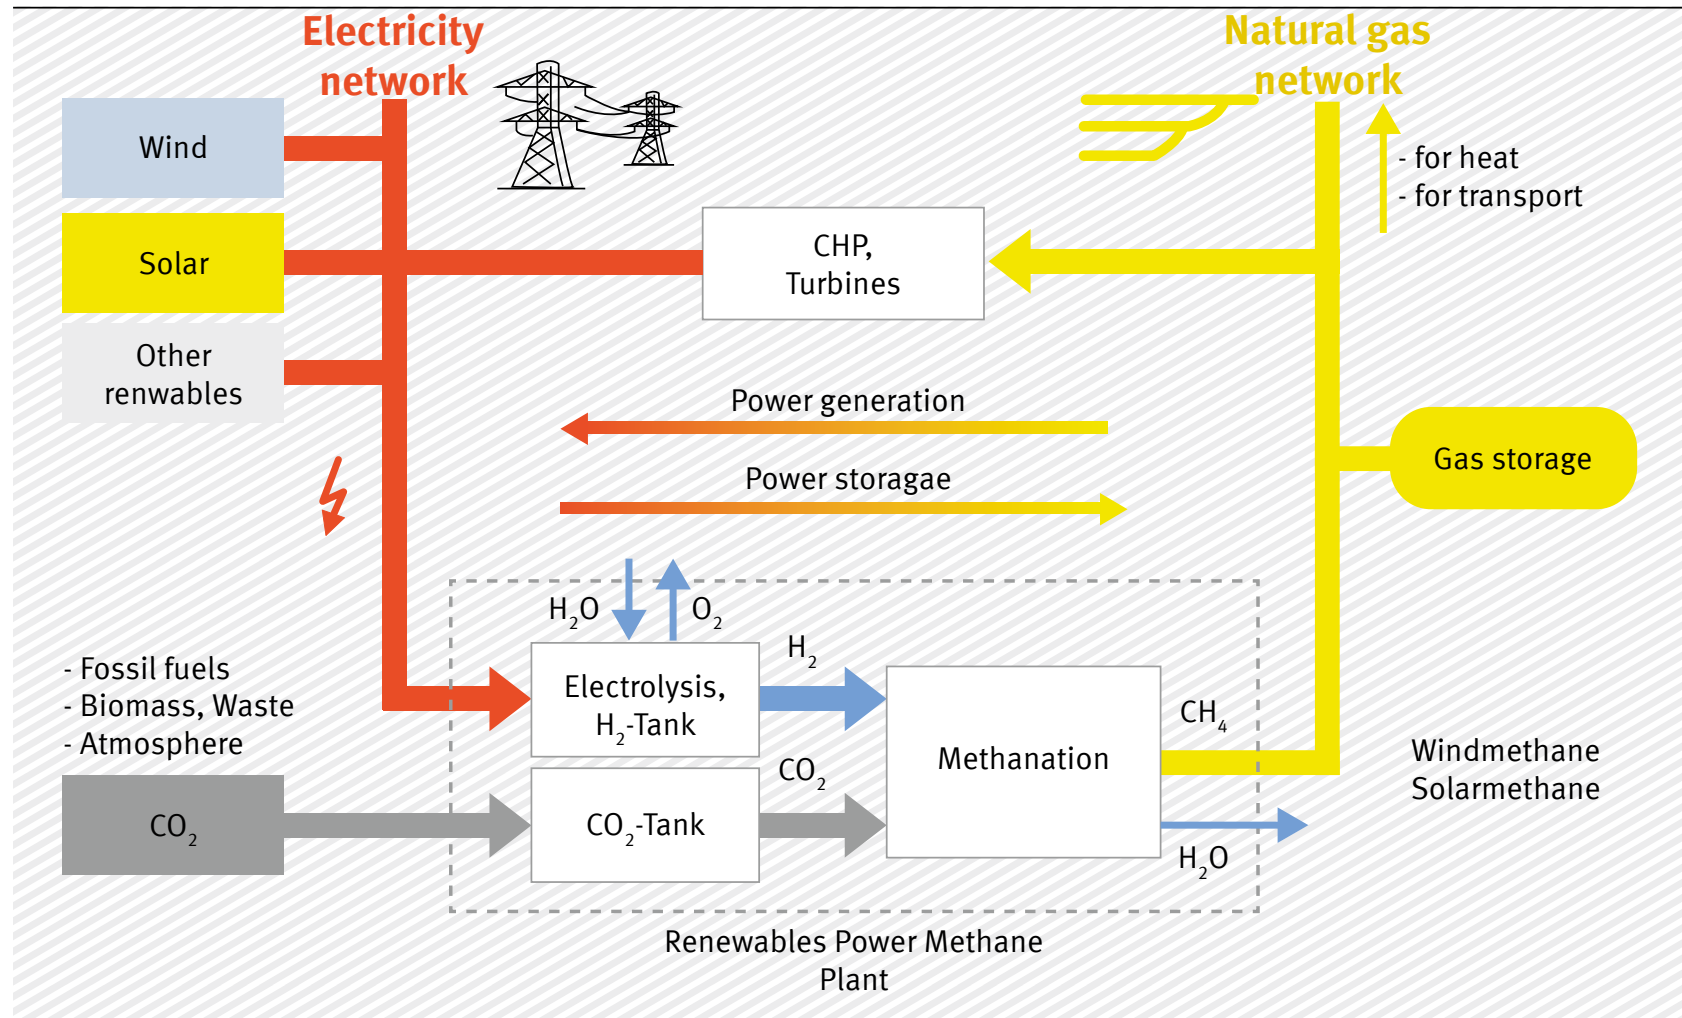 Electricity
network
Natural gas
network
Wind
- for heat
- for transport
Solar
CHP,
Turbines
Other
renwables
Power generation
Gas storage
Power storagae
H₂O
O₂
H₂
- Fossil fuels
- Biomass, Waste
- Atmosphere
Electrolysis,
H₂-Tank
CH₄
Methanation
Windmethane
Solarmethane
CO₂
CO₂
CO₂-Tank
H₂O
Renewables Power Methane
Plant